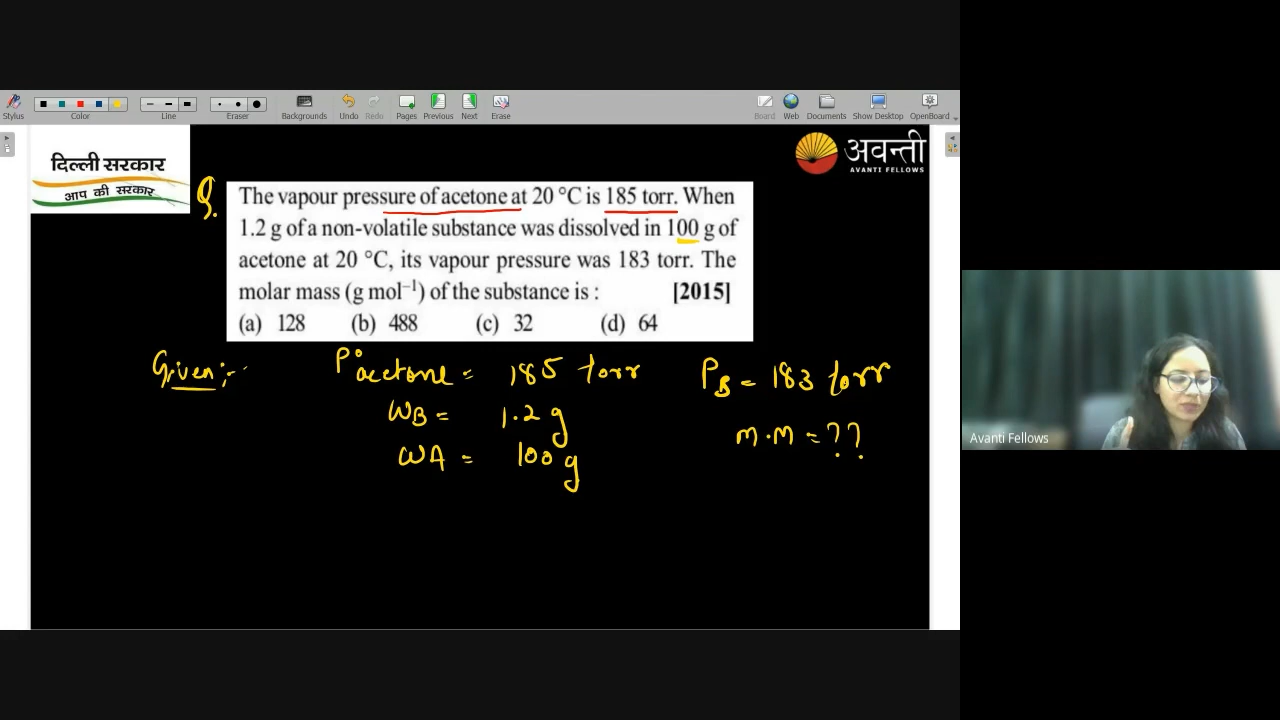 Stylus
Color
Line
Eraser
Backgrounds
Undo
Redo
Pages
Previous
Next
Erase
Board
Web
Documents
Show Desktop
OpenBoard
दिल्ली सरकार
आप की सरकार
अवन्ती
AVANTI FELLOWS
Q.
The vapour pressure of acetone at 20 °C is 185 torr. When
1.2 g of a non-volatile substance was dissolved in 100 g of
acetone at 20 °C, its vapour pressure was 183 torr. The
molar mass (g mol⁻¹) of the substance is : [2015]
(a) 128 (b) 488 (c) 32 (d) 64
Given :- P°acetone = 185 torr P_B = 183 torr
W_B = 1.2 g m.M = ??
W_A = 100 g
Avanti Fellows